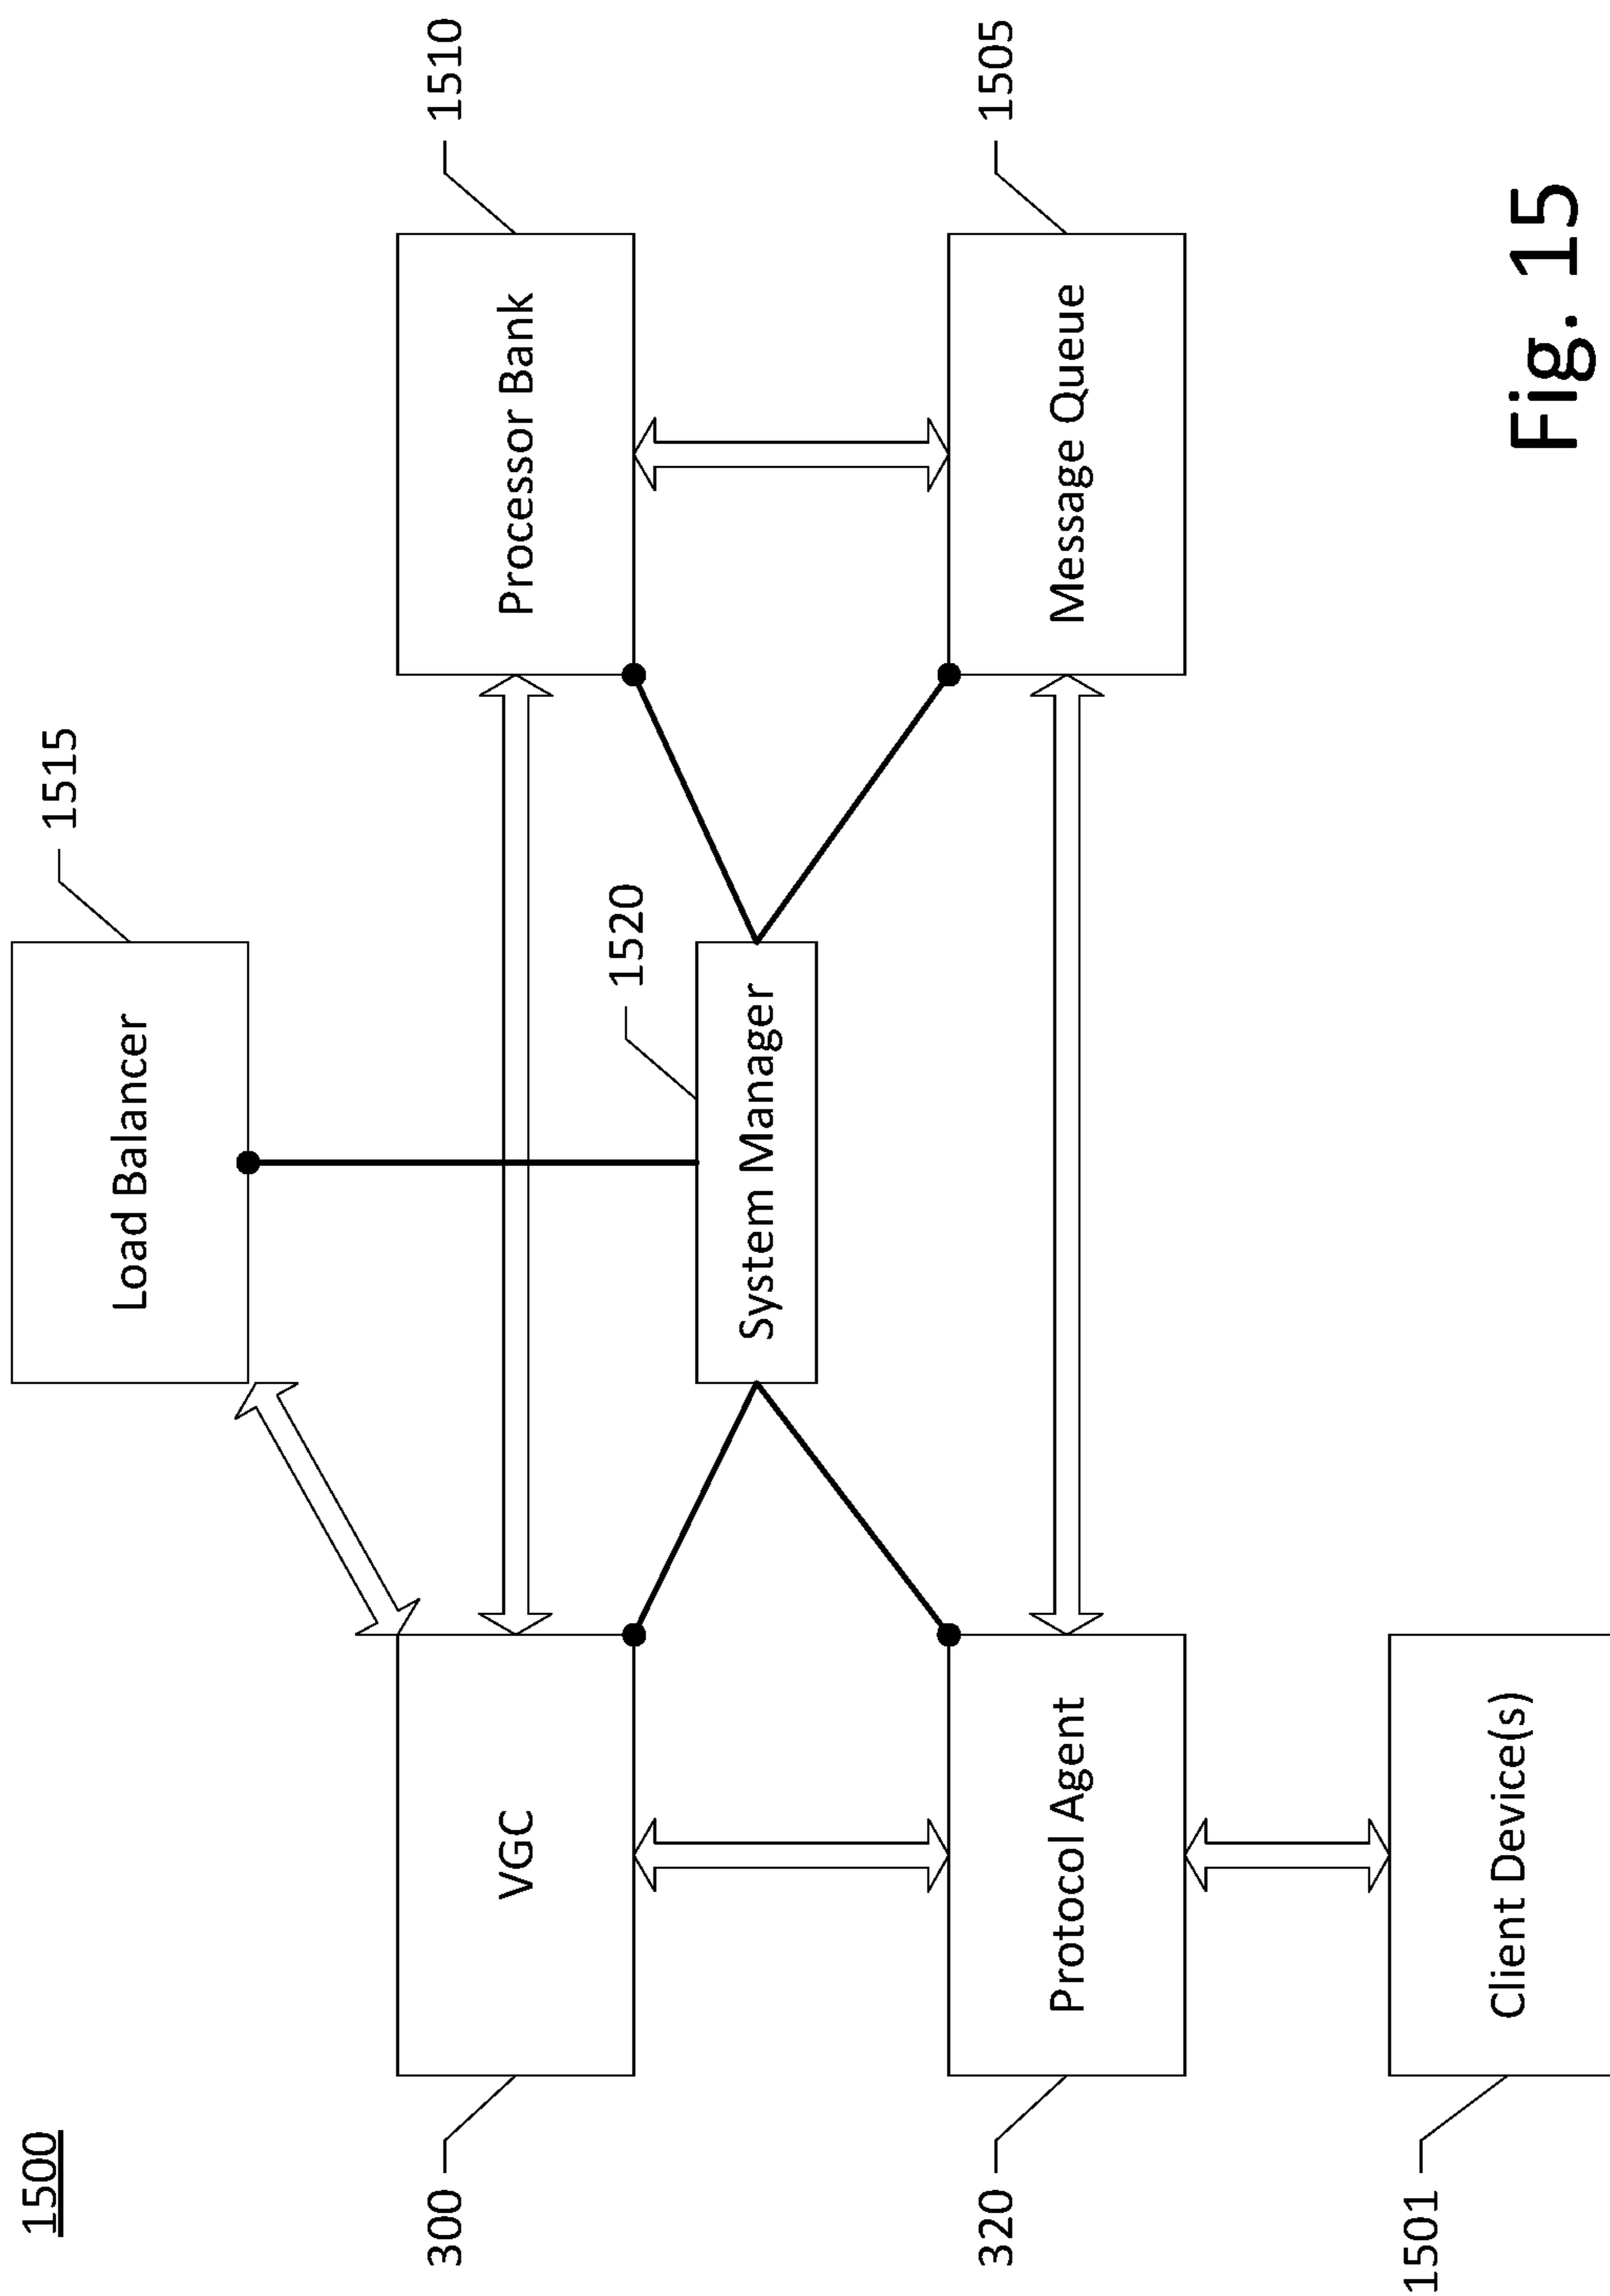 1500
Load Balancer
1515
300
VGC
Processor Bank
1510
1520
System Manager
320
Protocol Agent
Message Queue
1505
1501
Client Device(s)
Fig. 15